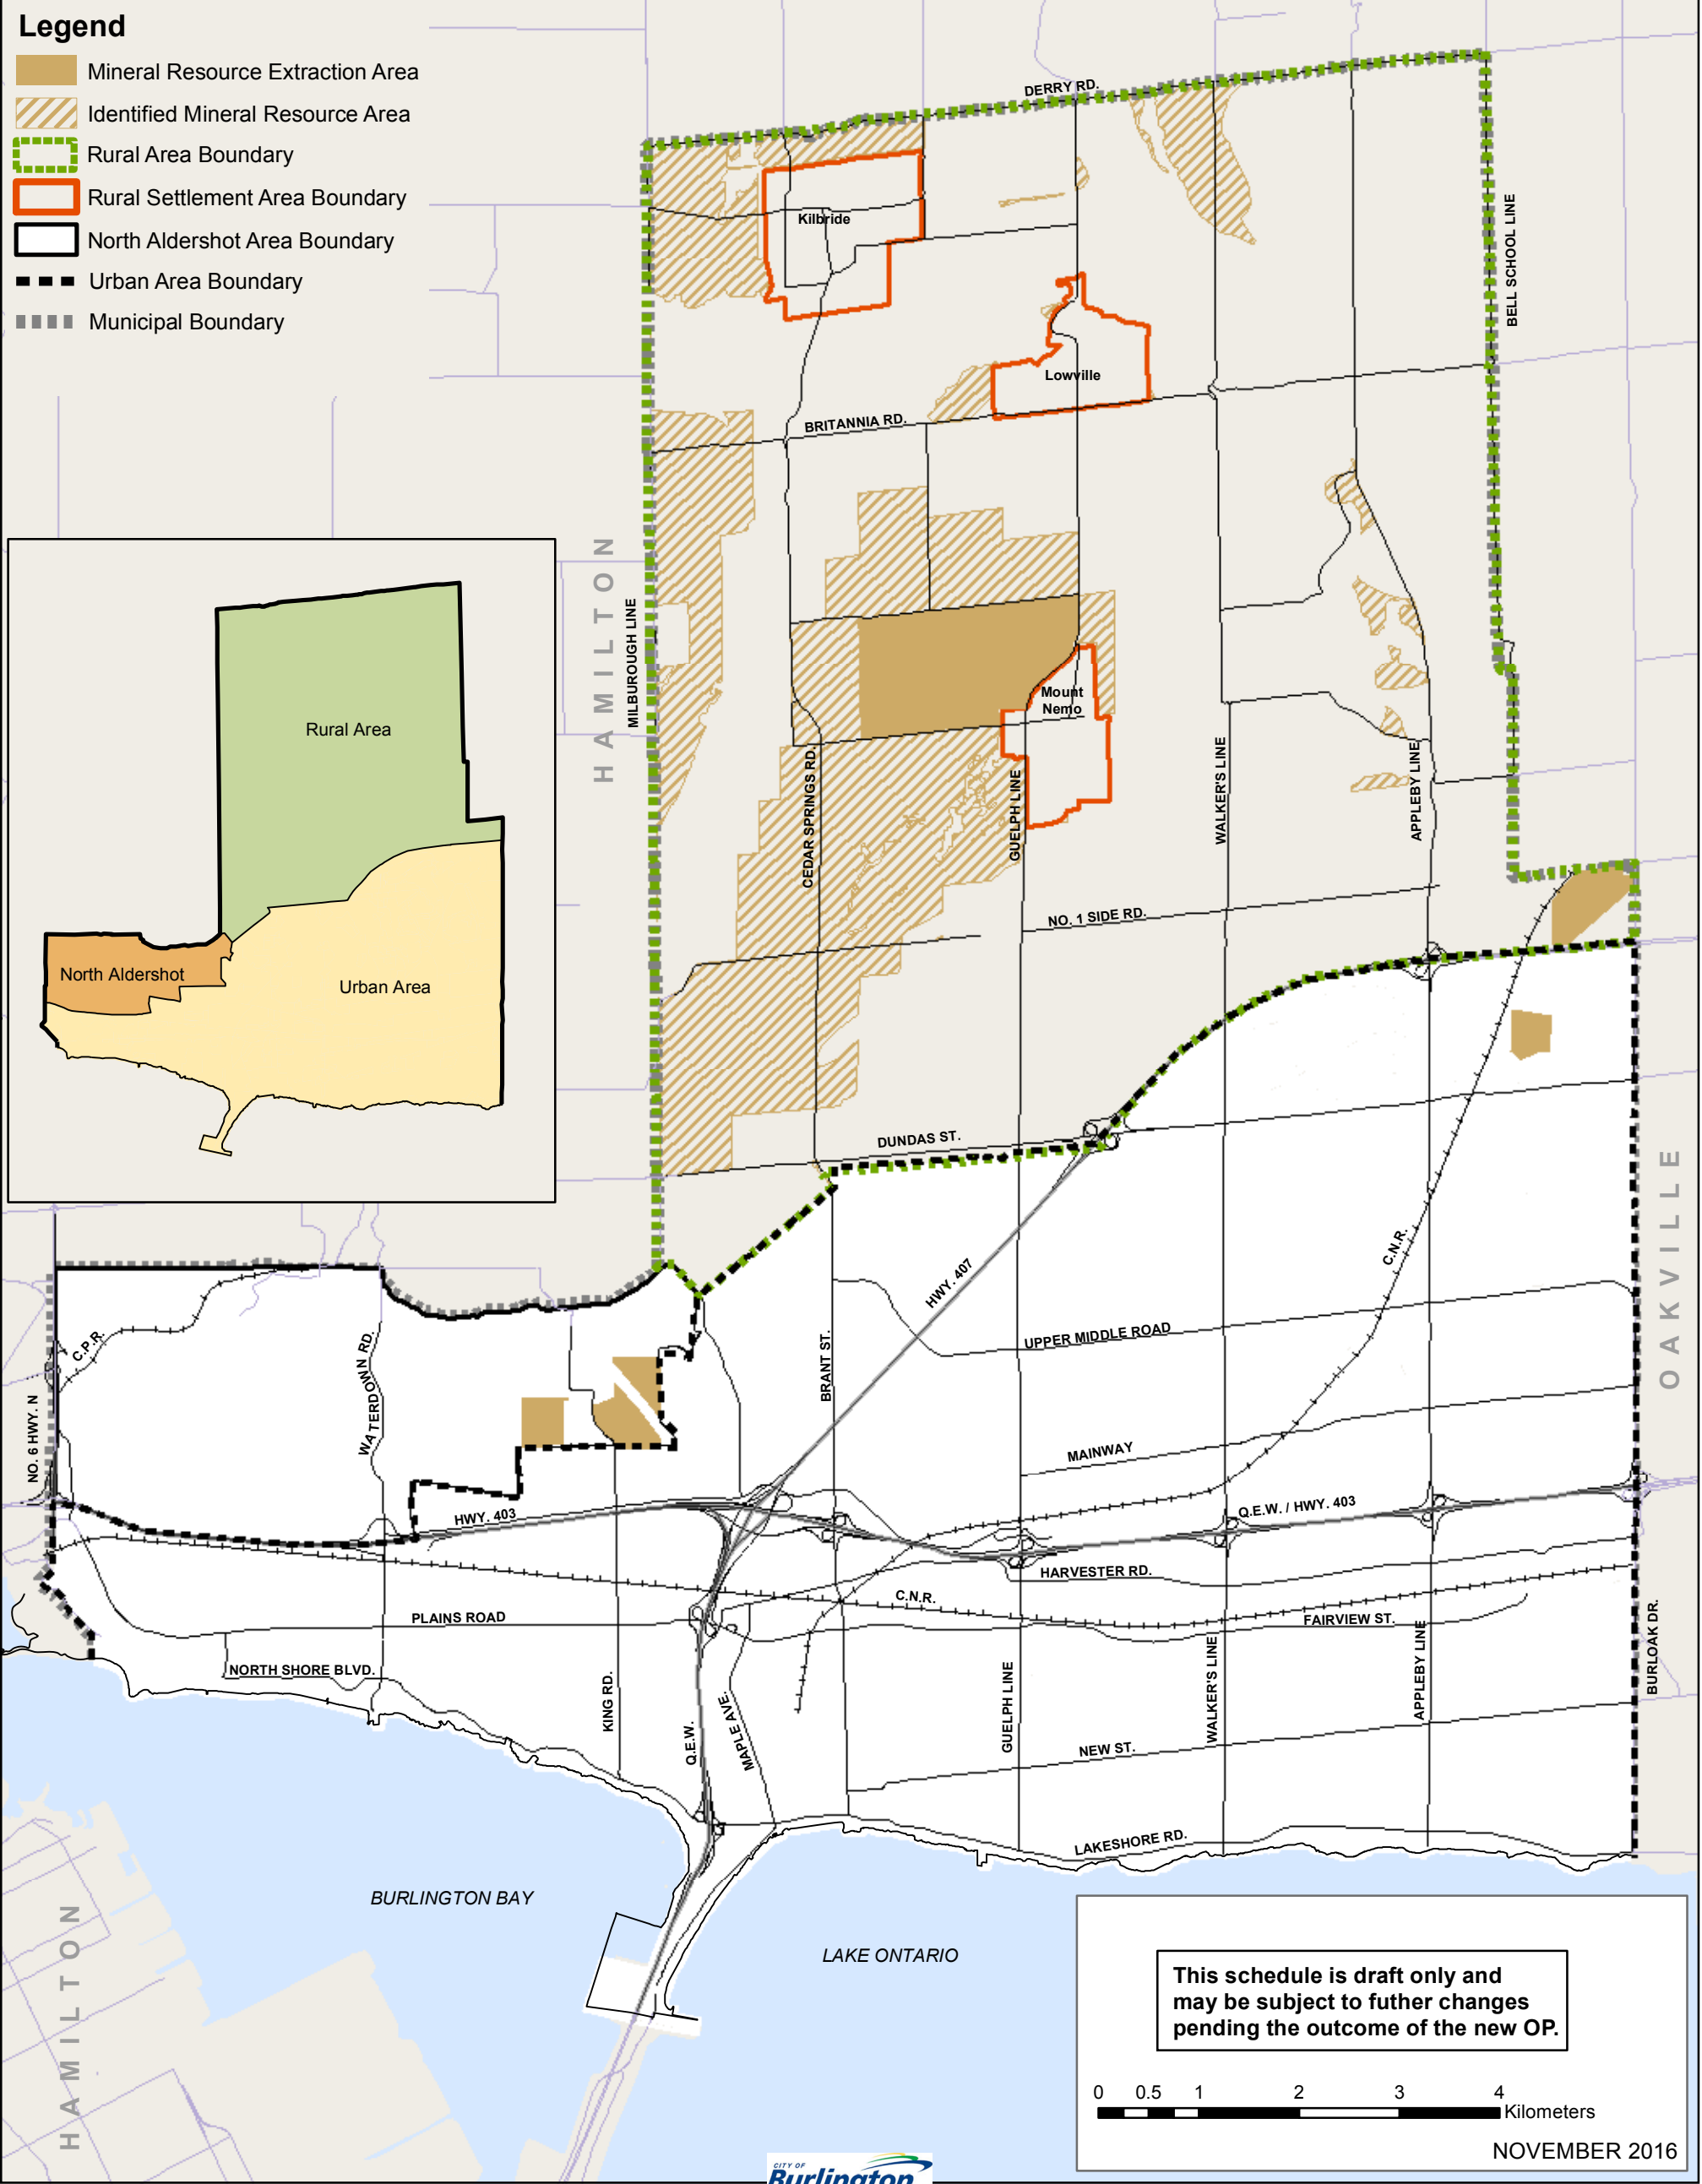 Legend
Mineral Resource Extraction Area
Identified Mineral Resource Area
Rural Area Boundary
Rural Settlement Area Boundary
North Aldershot Area Boundary
Urban Area Boundary
Municipal Boundary
DERRY RD.
Kilbride
BELL SCHOOL LINE
Lowville
BRITANNIA RD.
HAMILTON
MILBOROUGH LINE
Rural Area
North Aldershot
Urban Area
Mount
Nemo
CEDAR SPRINGS RD.
GUELPH LINE
WALKER'S LINE
APPLEBY LINE
NO. 1 SIDE RD.
DUNDAS ST.
OAKVILLE
C.N.R.
HWY. 407
UPPER MIDDLE ROAD
C.P.R.
WATERDOWN RD.
BRANT ST.
NO. 6 HWY. N
MAINWAY
HWY. 403
Q.E.W. / HWY. 403
HARVESTER RD.
C.N.R.
PLAINS ROAD
FAIRVIEW ST.
NORTH SHORE BLVD.
KING RD.
Q.E.W.
MAPLE AVE.
GUELPH LINE
WALKER'S LINE
APPLEBY LINE
BURLOAK DR.
NEW ST.
LAKESHORE RD.
BURLINGTON BAY
LAKE ONTARIO
HAMILTON
This schedule is draft only and
may be subject to futher changes
pending the outcome of the new OP.
0 0.5 1 2 3 4
Kilometers
NOVEMBER 2016
CITY OF
Burlington